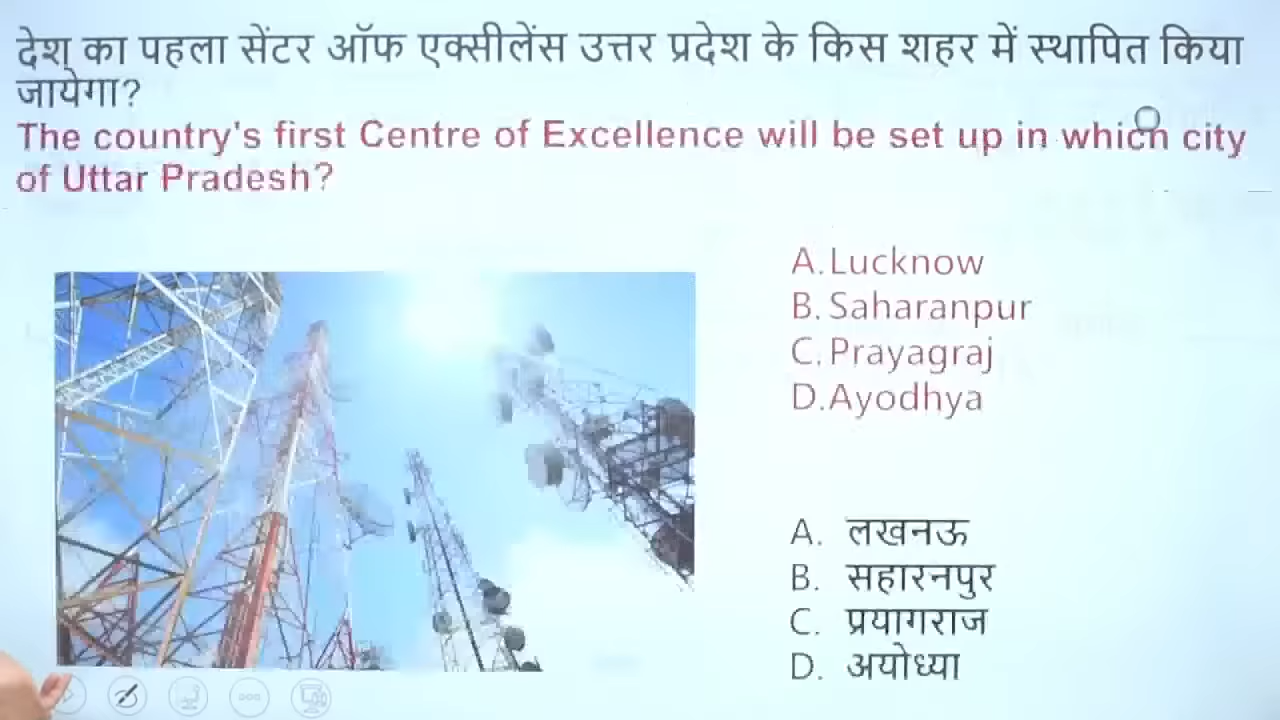 देश का पहला सेंटर ऑफ एक्सीलेंस उत्तर प्रदेश के किस शहर में स्थापित किया
जायेगा?
The country's first Centre of Excellence will be set up in which city
of Uttar Pradesh?
A. Lucknow
B. Saharanpur
C. Prayagraj
D. Ayodhya
A. लखनऊ
B. सहारनपुर
C. प्रयागराज
D. अयोध्या